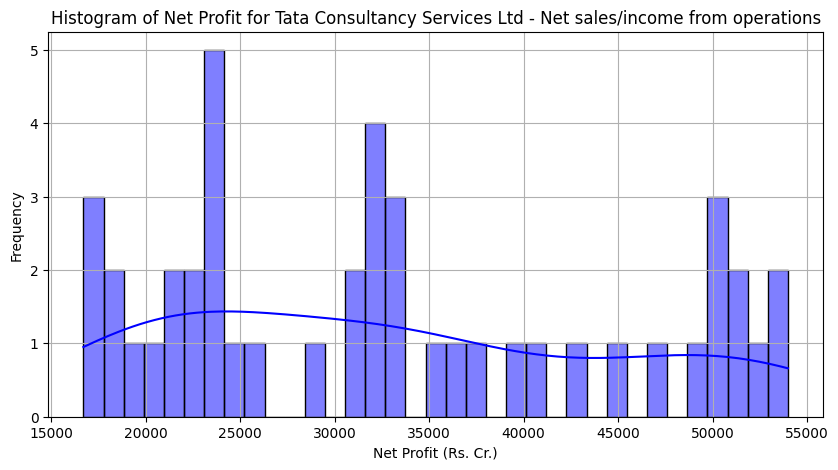 Histogram of Net Profit for Tata Consultancy Services Ltd - Net sales/income from operations
5
4
3
2
1
0
Frequency
15000 20000 25000 30000 35000 40000 45000 50000 55000
Net Profit (Rs. Cr.)